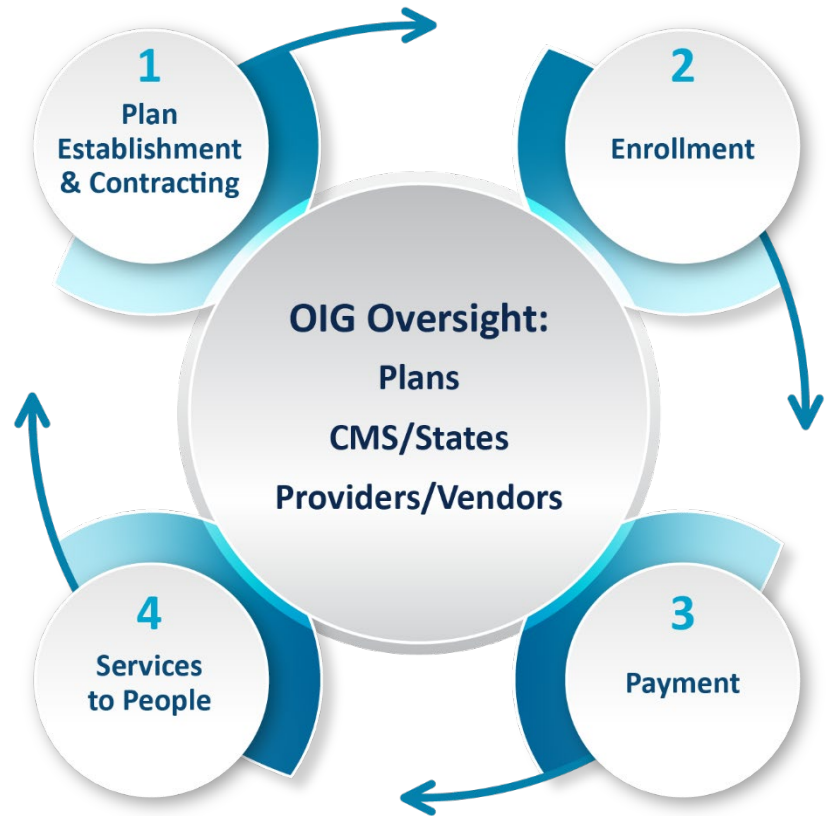 1
Plan
Establishment
& Contracting
2
Enrollment
OIG Oversight:
Plans
CMS/States
Providers/Vendors
3
Payment
4
Services
to People